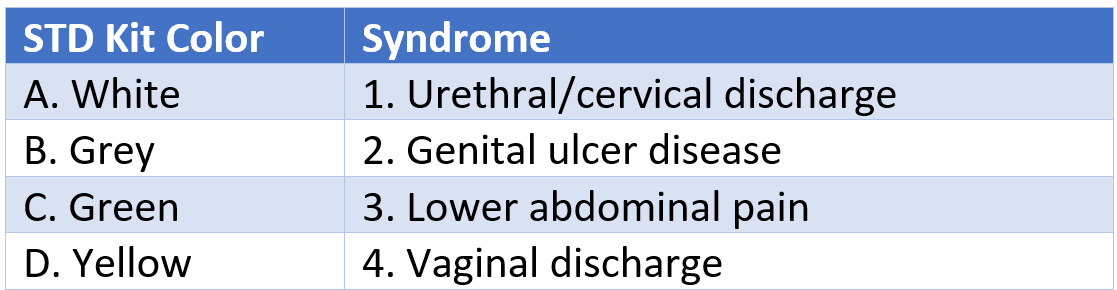 STD Kit Color Syndrome
A. White 1. Urethral/cervical discharge
B. Grey 2. Genital ulcer disease
C. Green 3. Lower abdominal pain
D. Yellow 4. Vaginal discharge